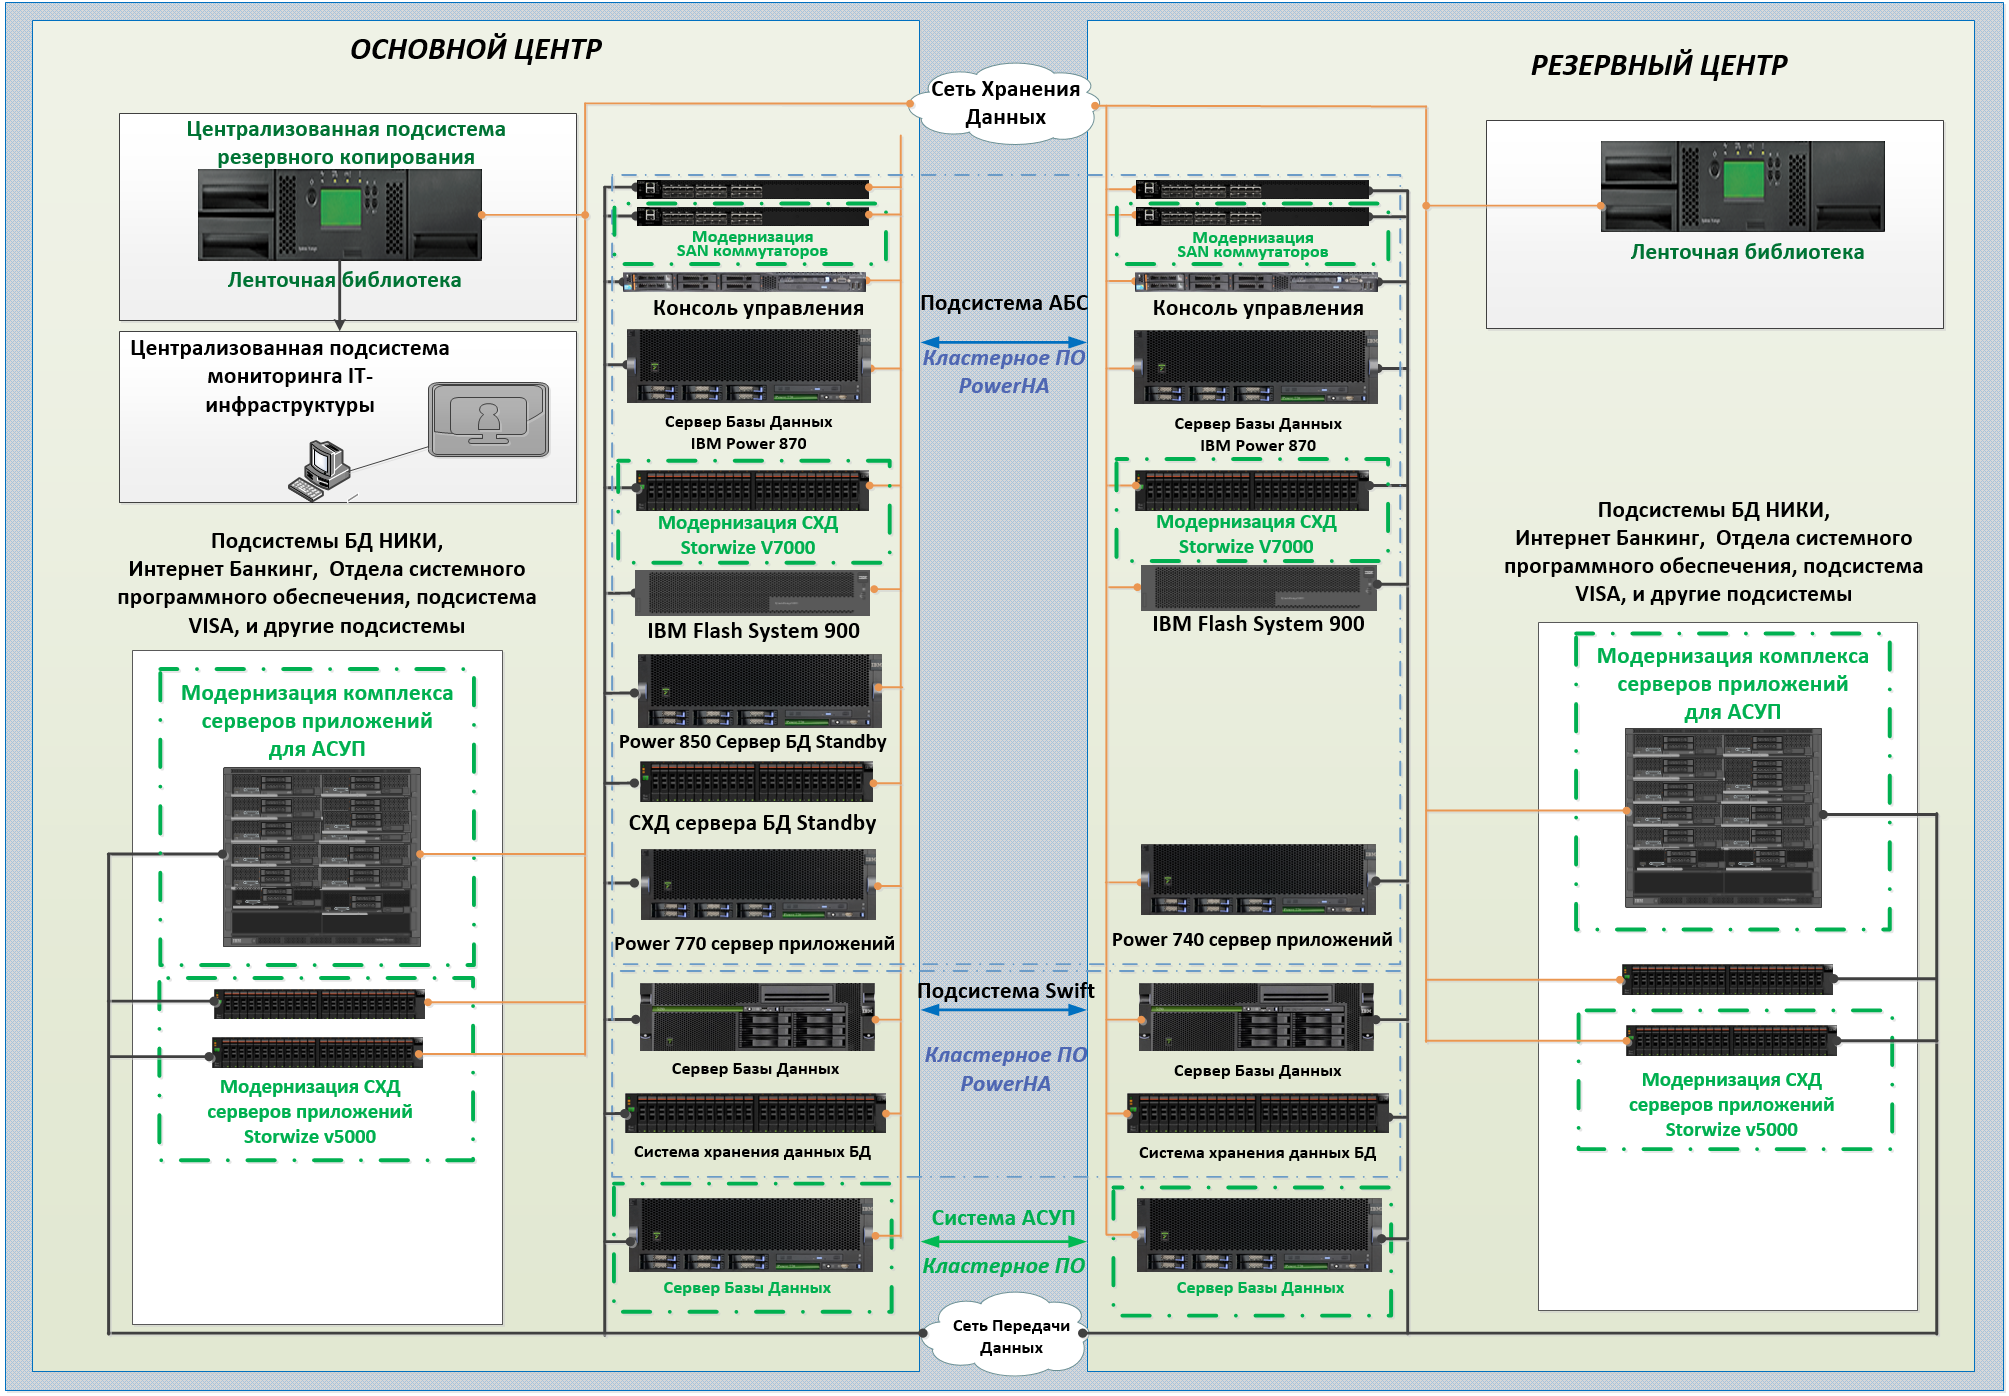 ОСНОВНОЙ ЦЕНТР
РЕЗЕРВНЫЙ ЦЕНТР
Сеть Хранения
Данных
Централизованная подсистема
резервного копирования
Ленточная библиотека
Централизованная подсистема
мониторинга IT-
инфраструктуры
Подсистемы БД НИКИ,
Интернет Банкинг, Отдела системного
программного обеспечения, подсистема
VISA, и другие подсистемы
Модернизация комплекса
серверов приложений
для АСУП
Модернизация СХД
серверов приложений
Storwize v5000
Модернизация
SAN коммутаторов
Консоль управления
Сервер Базы Данных
IBM Power 870
Модернизация СХД
Storwize V7000
IBM Flash System 900
Power 850 Сервер БД Standby
СХД сервера БД Standby
Power 770 сервер приложений
Сервер Базы Данных
Система хранения данных БД
Сервер Базы Данных
Подсистема АБС
Кластерное ПО
PowerHA
Подсистема Swift
Кластерное ПО
PowerHA
Система АСУП
Кластерное ПО
Сеть Передачи
Данных
Модернизация
SAN коммутаторов
Консоль управления
Сервер Базы Данных
IBM Power 870
Модернизация СХД
Storwize V7000
IBM Flash System 900
Power 740 сервер приложений
Сервер Базы Данных
Система хранения данных БД
Сервер Базы Данных
Ленточная библиотека
Подсистемы БД НИКИ,
Интернет Банкинг, Отдела системного
программного обеспечения, подсистема
VISA, и другие подсистемы
Модернизация комплекса
серверов приложений
для АСУП
Модернизация СХД
серверов приложений
Storwize v5000